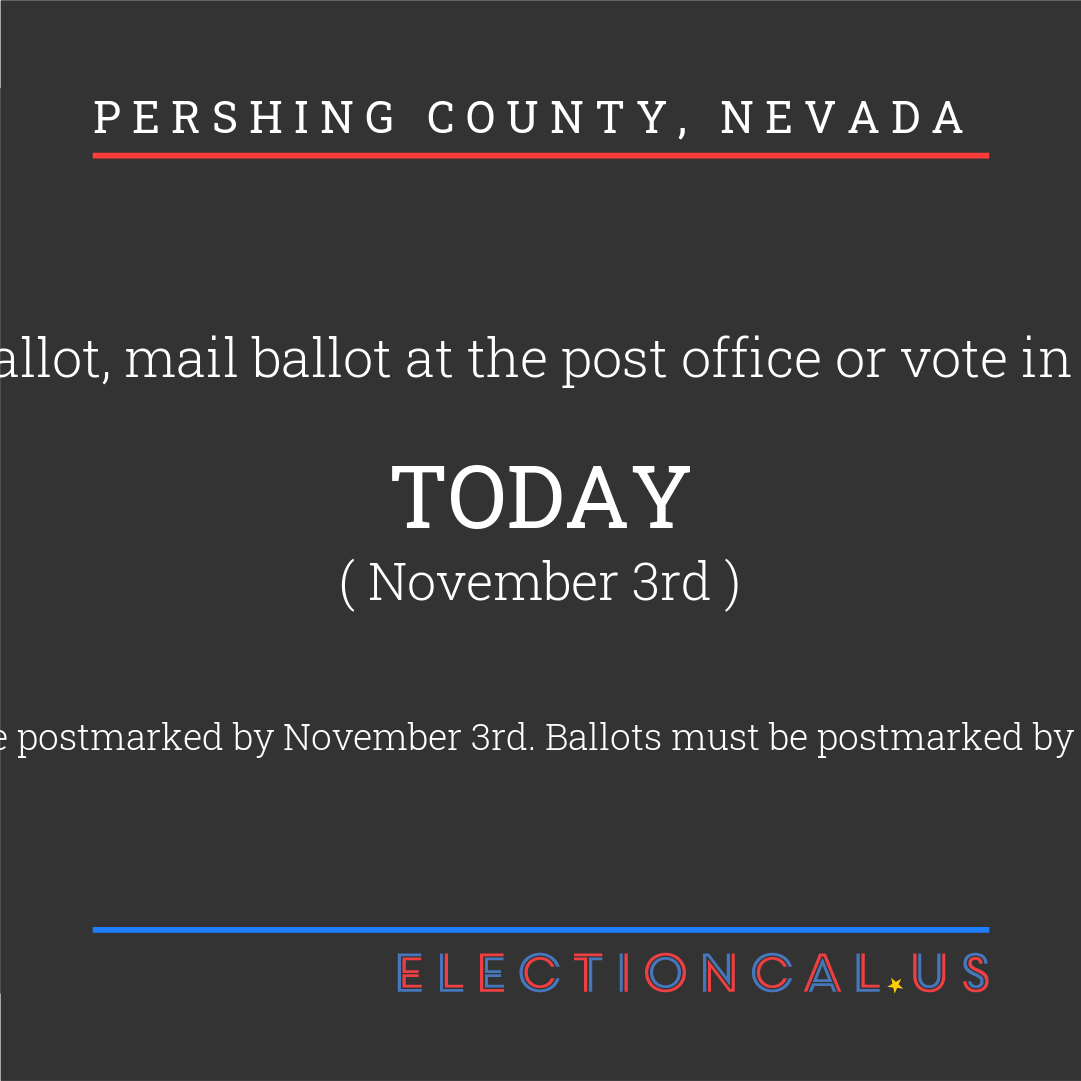 PERSHING COUNTY, NEVADA
allot, mail ballot at the post office or vote in
TODAY
( November 3rd )
e postmarked by November 3rd. Ballots must be postmarked by
ELECTIONCAL.US